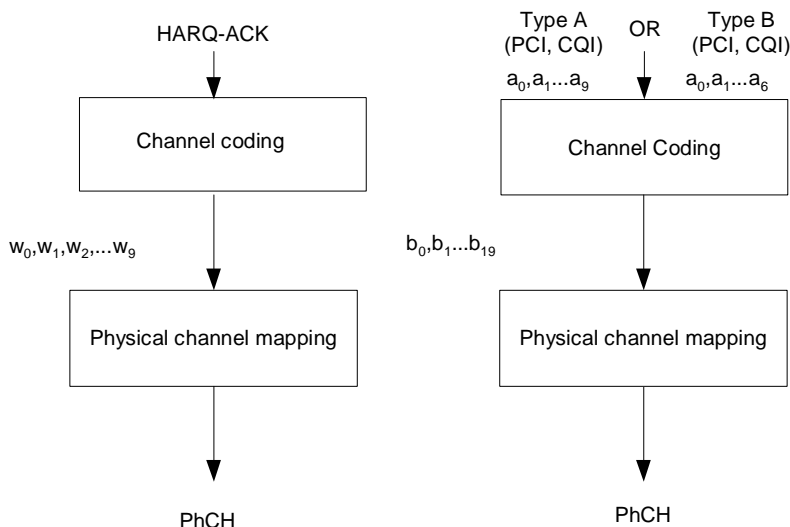 HARQ-ACK
Channel coding
w₀,w₁,w₂,...w₉
Physical channel mapping
PhCH
Type A
(PCI, CQI)
a₀,a₁...a₉
OR
Type B
(PCI, CQI)
a₀,a₁...a₆
Channel Coding
b₀,b₁...b₁₉
Physical channel mapping
PhCH